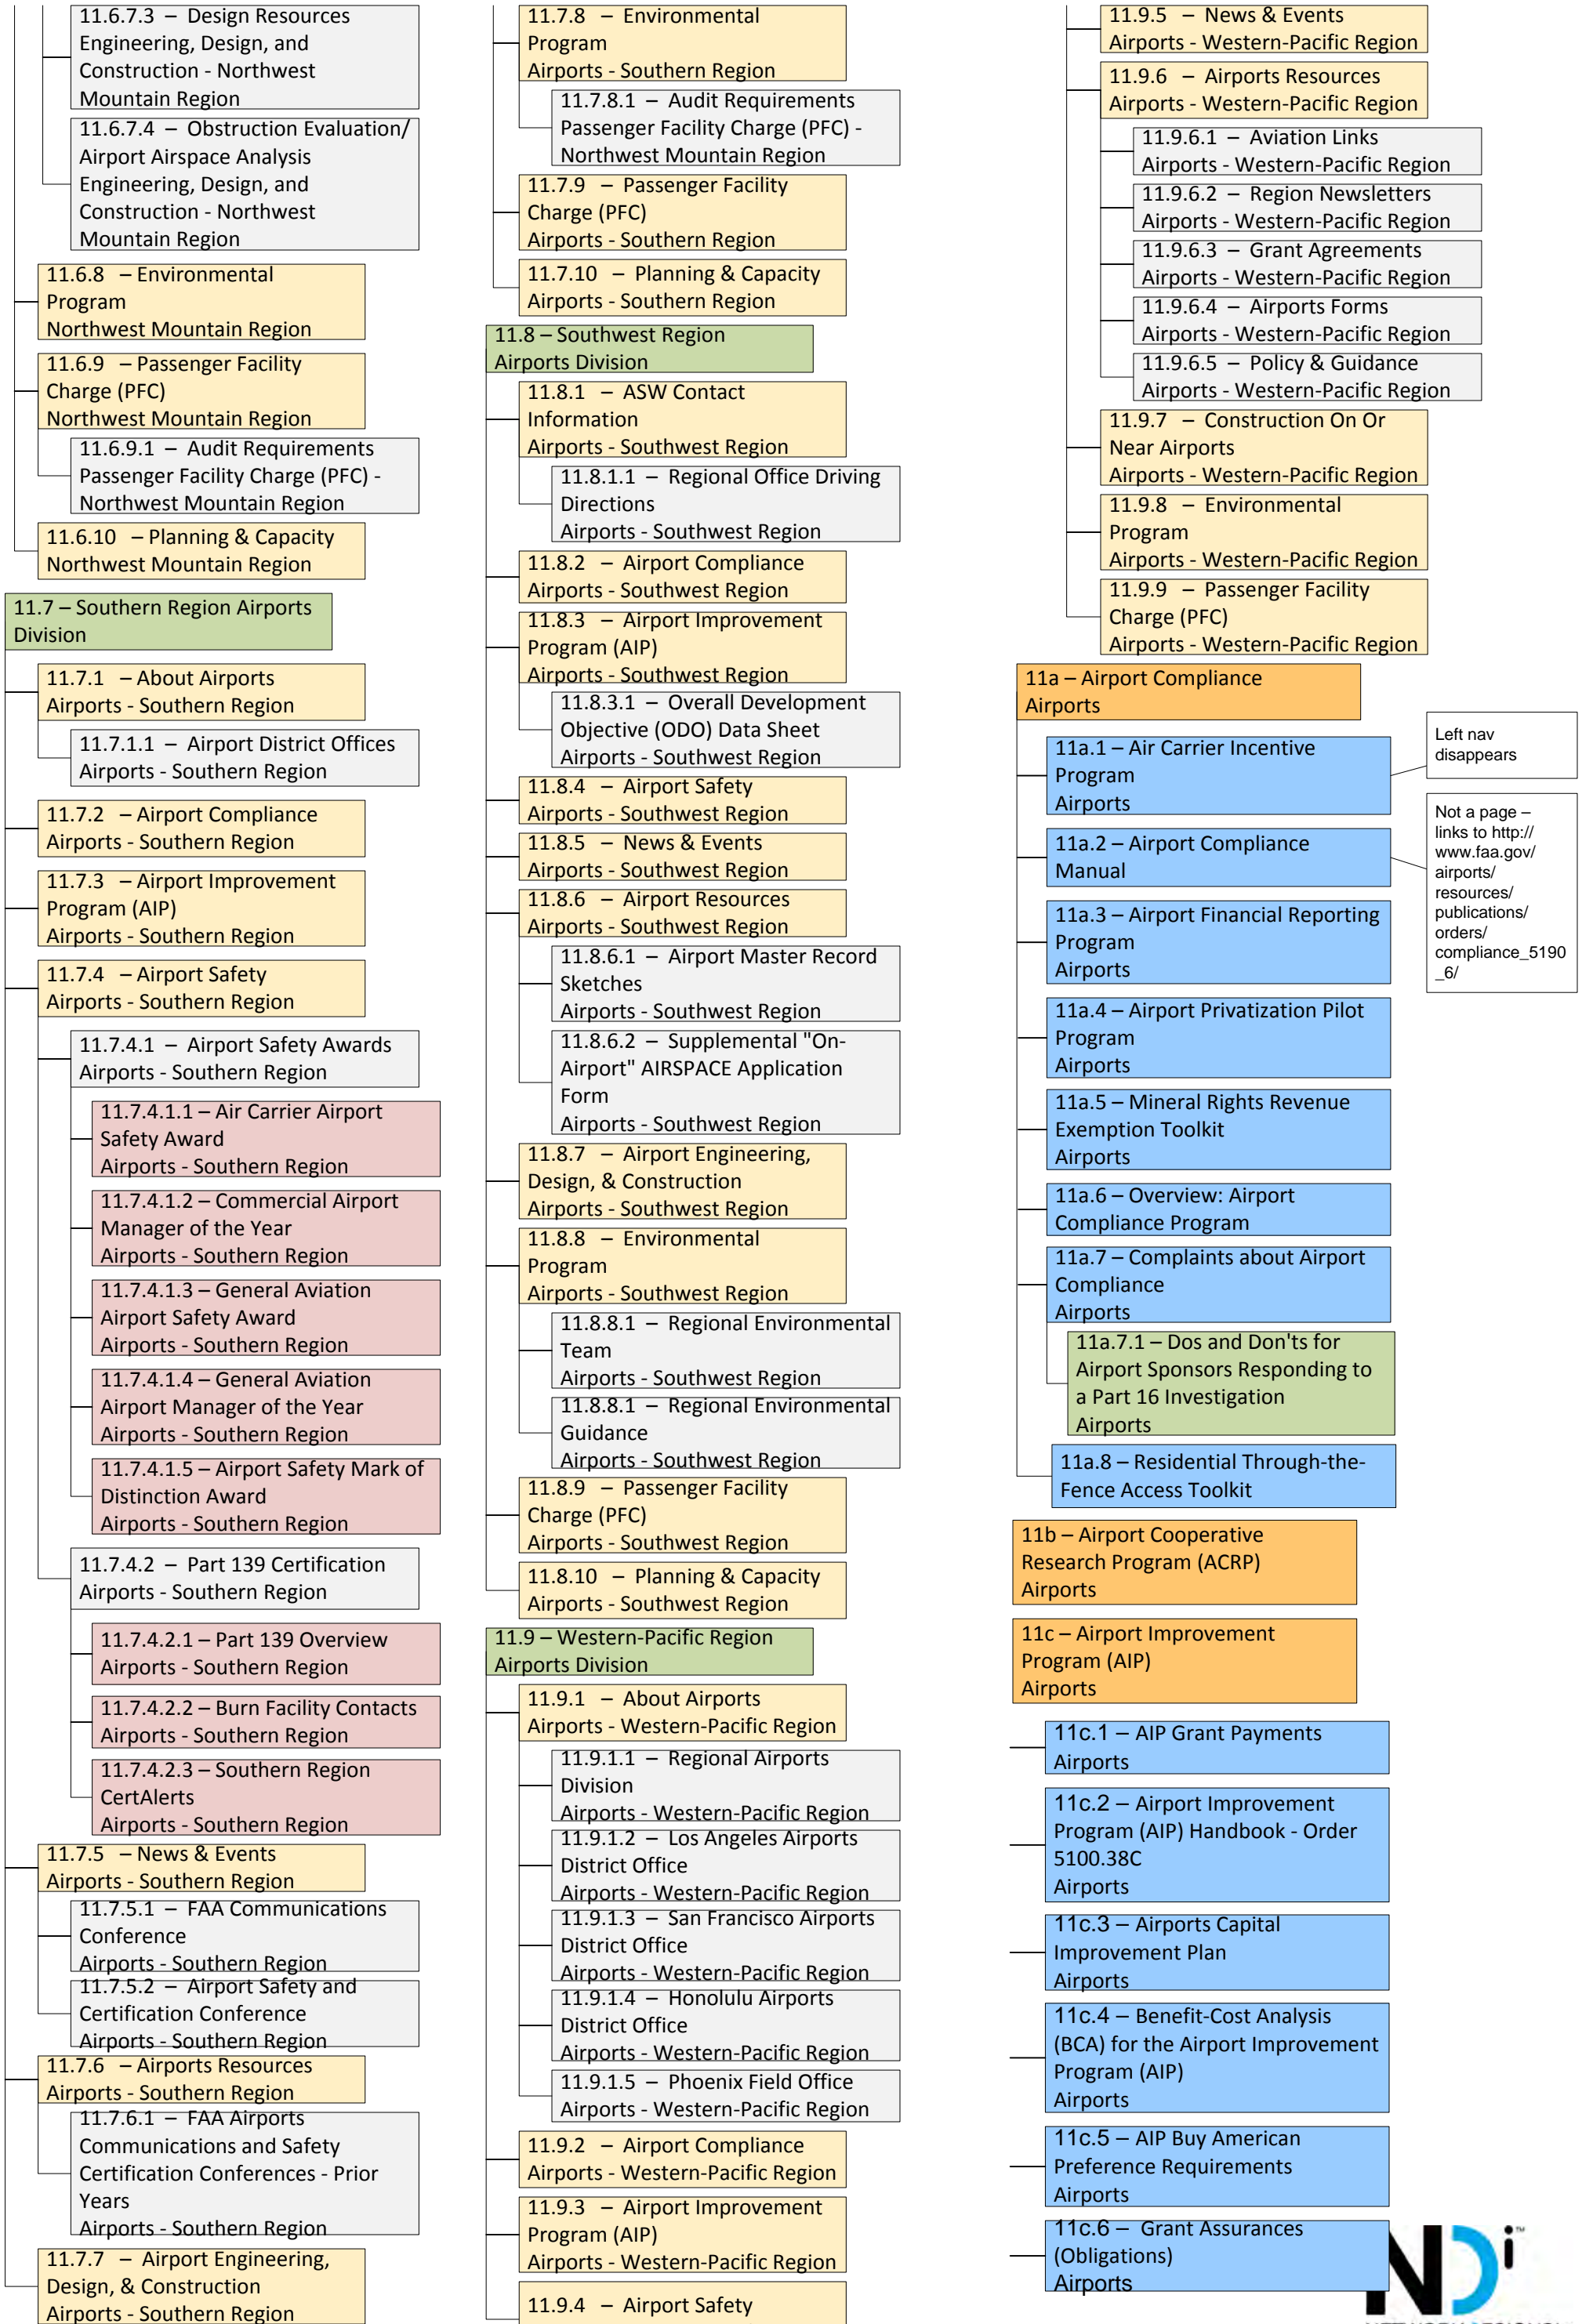 11.6.7.3 – Design Resources
Engineering, Design, and
Construction - Northwest
Mountain Region
11.6.7.4 – Obstruction Evaluation/
Airport Airspace Analysis
Engineering, Design, and
Construction - Northwest
Mountain Region
11.6.8 – Environmental
Program
Northwest Mountain Region
11.6.9 – Passenger Facility
Charge (PFC)
Northwest Mountain Region
11.6.9.1 – Audit Requirements
Passenger Facility Charge (PFC) -
Northwest Mountain Region
11.6.10 – Planning & Capacity
Northwest Mountain Region
11.7 – Southern Region Airports
Division
11.7.1 – About Airports
Airports - Southern Region
11.7.1.1 – Airport District Offices
Airports - Southern Region
11.7.2 – Airport Compliance
Airports - Southern Region
11.7.3 – Airport Improvement
Program (AIP)
Airports - Southern Region
11.7.4 – Airport Safety
Airports - Southern Region
11.7.4.1 – Airport Safety Awards
Airports - Southern Region
11.7.4.1.1 – Air Carrier Airport
Safety Award
Airports - Southern Region
11.7.4.1.2 – Commercial Airport
Manager of the Year
Airports - Southern Region
11.7.4.1.3 – General Aviation
Airport Safety Award
Airports - Southern Region
11.7.4.1.4 – General Aviation
Airport Manager of the Year
Airports - Southern Region
11.7.4.1.5 – Airport Safety Mark of
Distinction Award
Airports - Southern Region
11.7.4.2 – Part 139 Certification
Airports - Southern Region
11.7.4.2.1 – Part 139 Overview
Airports - Southern Region
11.7.4.2.2 – Burn Facility Contacts
Airports - Southern Region
11.7.4.2.3 – Southern Region
CertAlerts
Airports - Southern Region
11.7.5 – News & Events
Airports - Southern Region
11.7.5.1 – FAA Communications
Conference
Airports - Southern Region
11.7.5.2 – Airport Safety and
Certification Conference
Airports - Southern Region
11.7.6 – Airports Resources
Airports - Southern Region
11.7.6.1 – FAA Airports
Communications and Safety
Certification Conferences - Prior
Years
Airports - Southern Region
11.7.7 – Airport Engineering,
Design, & Construction
Airports - Southern Region
11.7.8 – Environmental
Program
Airports - Southern Region
11.7.8.1 – Audit Requirements
Passenger Facility Charge (PFC) -
Northwest Mountain Region
11.7.9 – Passenger Facility
Charge (PFC)
Airports - Southern Region
11.7.10 – Planning & Capacity
Airports - Southern Region
11.8 – Southwest Region
Airports Division
11.8.1 – ASW Contact
Information
Airports - Southwest Region
11.8.1.1 – Regional Office Driving
Directions
Airports - Southwest Region
11.8.2 – Airport Compliance
Airports - Southwest Region
11.8.3 – Airport Improvement
Program (AIP)
Airports - Southwest Region
11.8.3.1 – Overall Development
Objective (ODO) Data Sheet
Airports - Southwest Region
11.8.4 – Airport Safety
Airports - Southwest Region
11.8.5 – News & Events
Airports - Southwest Region
11.8.6 – Airport Resources
Airports - Southwest Region
11.8.6.1 – Airport Master Record
Sketches
Airports - Southwest Region
11.8.6.2 – Supplemental "On-
Airport" AIRSPACE Application
Form
Airports - Southwest Region
11.8.7 – Airport Engineering,
Design, & Construction
Airports - Southwest Region
11.8.8 – Environmental
Program
Airports - Southwest Region
11.8.8.1 – Regional Environmental
Team
Airports - Southwest Region
11.8.8.1 – Regional Environmental
Guidance
Airports - Southwest Region
11.8.9 – Passenger Facility
Charge (PFC)
Airports - Southwest Region
11.8.10 – Planning & Capacity
Airports - Southwest Region
11.9 – Western-Pacific Region
Airports Division
11.9.1 – About Airports
Airports - Western-Pacific Region
11.9.1.1 – Regional Airports
Division
Airports - Western-Pacific Region
11.9.1.2 – Los Angeles Airports
District Office
Airports - Western-Pacific Region
11.9.1.3 – San Francisco Airports
District Office
Airports - Western-Pacific Region
11.9.1.4 – Honolulu Airports
District Office
Airports - Western-Pacific Region
11.9.1.5 – Phoenix Field Office
Airports - Western-Pacific Region
11.9.2 – Airport Compliance
Airports - Western-Pacific Region
11.9.3 – Airport Improvement
Program (AIP)
Airports - Western-Pacific Region
11.9.4 – Airport Safety
11.9.5 – News & Events
Airports - Western-Pacific Region
11.9.6 – Airports Resources
Airports - Western-Pacific Region
11.9.6.1 – Aviation Links
Airports - Western-Pacific Region
11.9.6.2 – Region Newsletters
Airports - Western-Pacific Region
11.9.6.3 – Grant Agreements
Airports - Western-Pacific Region
11.9.6.4 – Airports Forms
Airports - Western-Pacific Region
11.9.6.5 – Policy & Guidance
Airports - Western-Pacific Region
11.9.7 – Construction On Or
Near Airports
Airports - Western-Pacific Region
11.9.8 – Environmental
Program
Airports - Western-Pacific Region
11.9.9 – Passenger Facility
Charge (PFC)
Airports - Western-Pacific Region
11a – Airport Compliance
Airports
11a.1 – Air Carrier Incentive
Program
Airports
Left nav
disappears
11a.2 – Airport Compliance
Manual
Not a page –
links to http://
www.faa.gov/
airports/
resources/
publications/
orders/
compliance_5190
_6/
11a.3 – Airport Financial Reporting
Program
Airports
11a.4 – Airport Privatization Pilot
Program
Airports
11a.5 – Mineral Rights Revenue
Exemption Toolkit
Airports
11a.6 – Overview: Airport
Compliance Program
11a.7 – Complaints about Airport
Compliance
Airports
11a.7.1 – Dos and Don'ts for
Airport Sponsors Responding to
a Part 16 Investigation
Airports
11a.8 – Residential Through-the-
Fence Access Toolkit
11b – Airport Cooperative
Research Program (ACRP)
Airports
11c – Airport Improvement
Program (AIP)
Airports
11c.1 – AIP Grant Payments
Airports
11c.2 – Airport Improvement
Program (AIP) Handbook - Order
5100.38C
Airports
11c.3 – Airports Capital
Improvement Plan
Airports
11c.4 – Benefit-Cost Analysis
(BCA) for the Airport Improvement
Program (AIP)
Airports
11c.5 – AIP Buy American
Preference Requirements
Airports
11c.6 – Grant Assurances
(Obligations)
Airports
NDi™